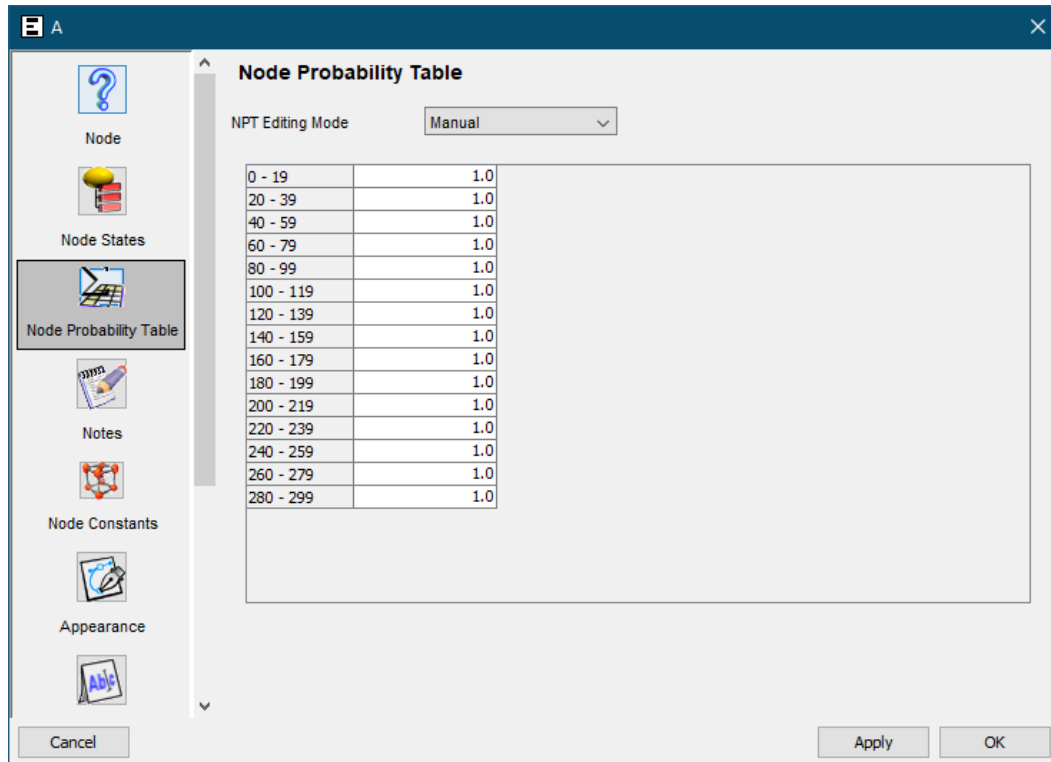 A
Node
Node States
Node Probability Table
Notes
Node Constants
Appearance
Abc
Node Probability Table
NPT Editing Mode Manual
0 - 19 1.0
20 - 39 1.0
40 - 59 1.0
60 - 79 1.0
80 - 99 1.0
100 - 119 1.0
120 - 139 1.0
140 - 159 1.0
160 - 179 1.0
180 - 199 1.0
200 - 219 1.0
220 - 239 1.0
240 - 259 1.0
260 - 279 1.0
280 - 299 1.0
Cancel Apply OK